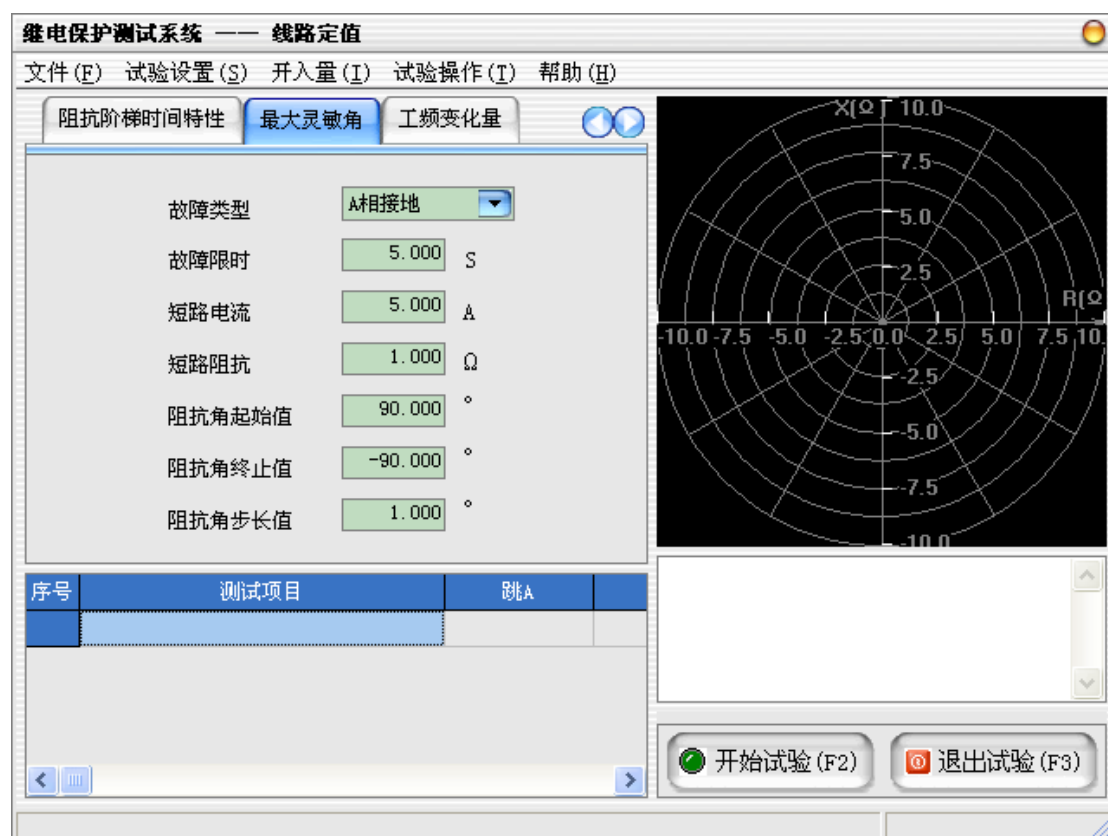 继电保护测试系统 —— 线路定值
文件(F) 试验设置(S) 开入量(I) 试验操作(T) 帮助(H)
阻抗阶梯时间特性 最大灵敏角 工频变化量
故障类型 A相接地
故障限时 5.000 S
短路电流 5.000 A
短路阻抗 1.000 Ω
阻抗角起始值 90.000 °
阻抗角终止值 -90.000 °
阻抗角步长值 1.000 °
X(Ω 10.0
7.5
5.0
2.5
R(Ω
-10.0 -7.5 -5.0 -2.5 0.0 2.5 5.0 7.5 10.
-2.5
-5.0
-7.5
-10.0
序号 测试项目 跳A
开始试验(F2) 退出试验(F3)